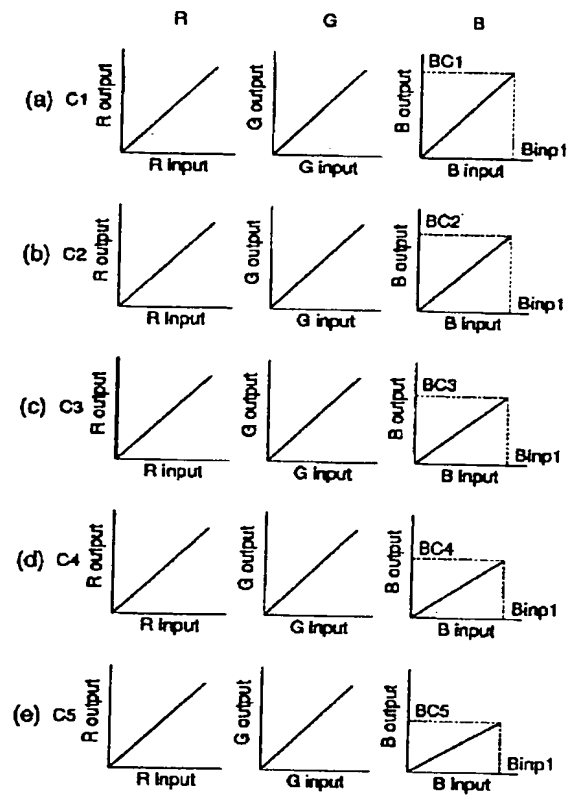 R G B
(a) C1
R output
R Input
G output
G input
B output
BC1
Binp1
B input
(b) C2
R output
R Input
G output
G input
B output
BC2
Binp1
B Input
(c) C3
R output
R input
G output
G input
B output
BC3
Binp1
B Input
(d) C4
R output
R Input
G output
G Input
B output
BC4
Binp1
B input
(e) C5
R output
R Input
G output
G input
B output
BC5
Binp1
B Input